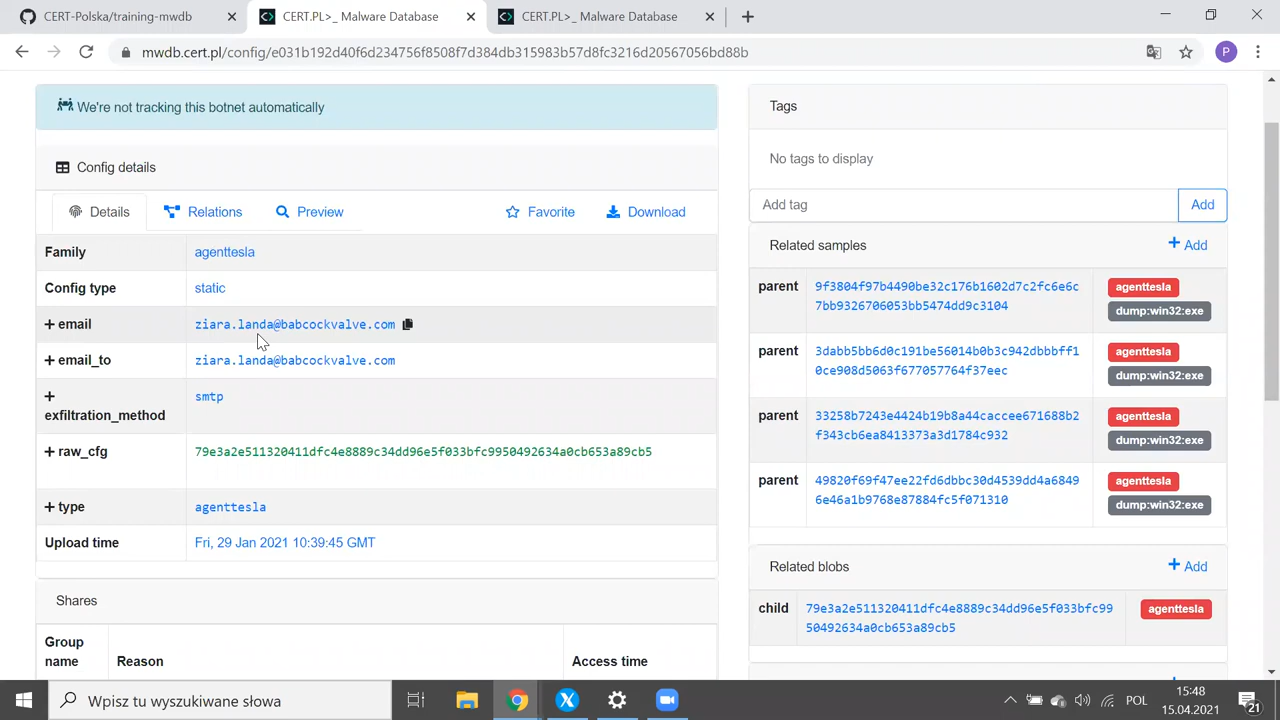 CERT-Polska/training-mwdb
CERT.PL>_ Malware Database
CERT.PL>_ Malware Database
mwdb.cert.pl/config/e031b192d40f6d234756f8508f7d384db315983b57d8fc3216d20567056bd88b
P
We're not tracking this botnet automatically
Config details
Details
Relations
Preview
Favorite
Download
Family
agenttesla
Config type
static
email
ziara.landa@babcockvalve.com
email_to
ziara.landa@babcockvalve.com
exfiltration_method
smtp
raw_cfg
79e3a2e511320411dfc4e8889c34dd96e5f033bfc9950492634a0cb653a89cb5
type
agenttesla
Upload time
Fri, 29 Jan 2021 10:39:45 GMT
Shares
Group
name
Reason
Access time
Tags
No tags to display
Add tag
Add
Related samples
Add
parent
9f3804f97b4490be32c176b1602d7c2fc6e6c
7bb9326706053bb5474dd9c3104
agenttesla
dump:win32:exe
parent
3dabb5bb6d0c191be56014b0b3c942dbbbff1
0ce908d5063f677057764f37eec
agenttesla
dump:win32:exe
parent
33258b7243e4424b19b8a44caccee671688b2
f343cb6ea8413373a3d1784c932
agenttesla
dump:win32:exe
parent
49820f69f47ee22fd6dbbc30d4539dd4a6849
6e46a1b9768e87884fc5f071310
agenttesla
dump:win32:exe
Related blobs
Add
child
79e3a2e511320411dfc4e8889c34dd96e5f033bfc99
50492634a0cb653a89cb5
agenttesla
Wpisz tu wyszukiwane słowa
POL
15:48
15.04.2021
21